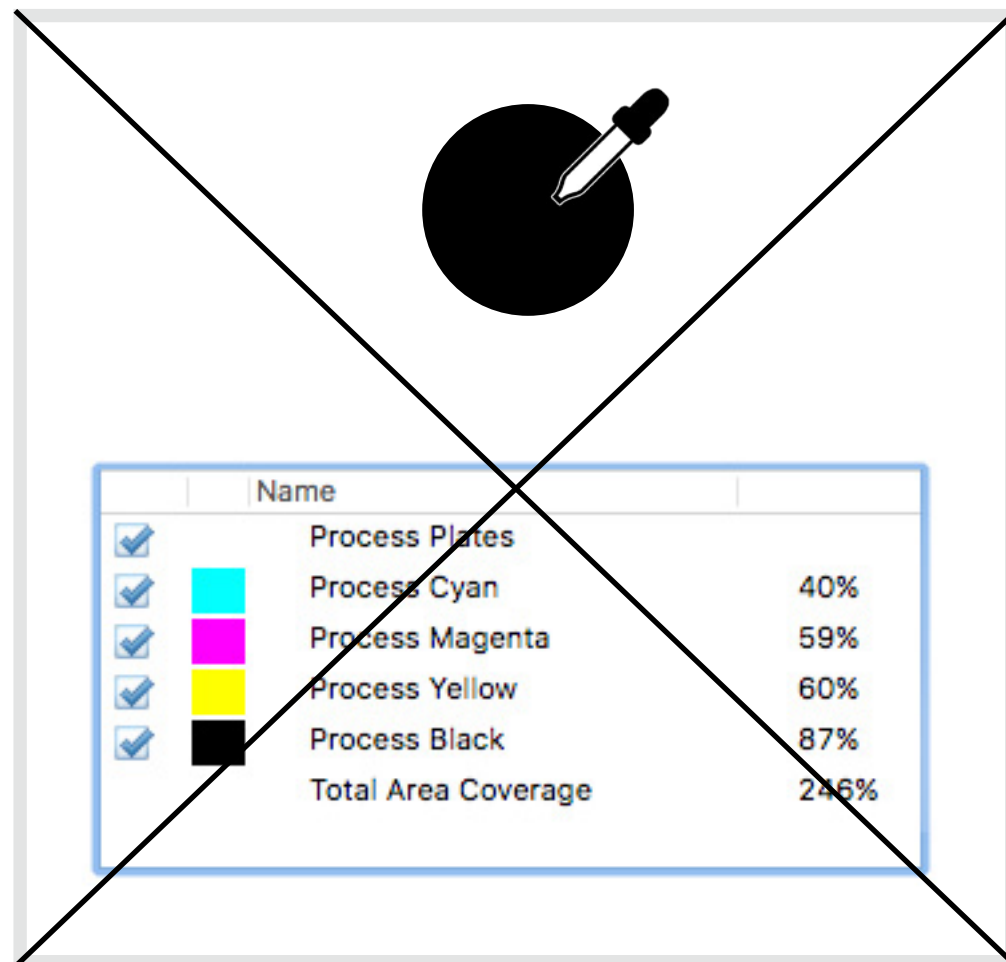 Name
Process Plates
Process Cyan 40%
Process Magenta 59%
Process Yellow 60%
Process Black 87%
Total Area Coverage 246%